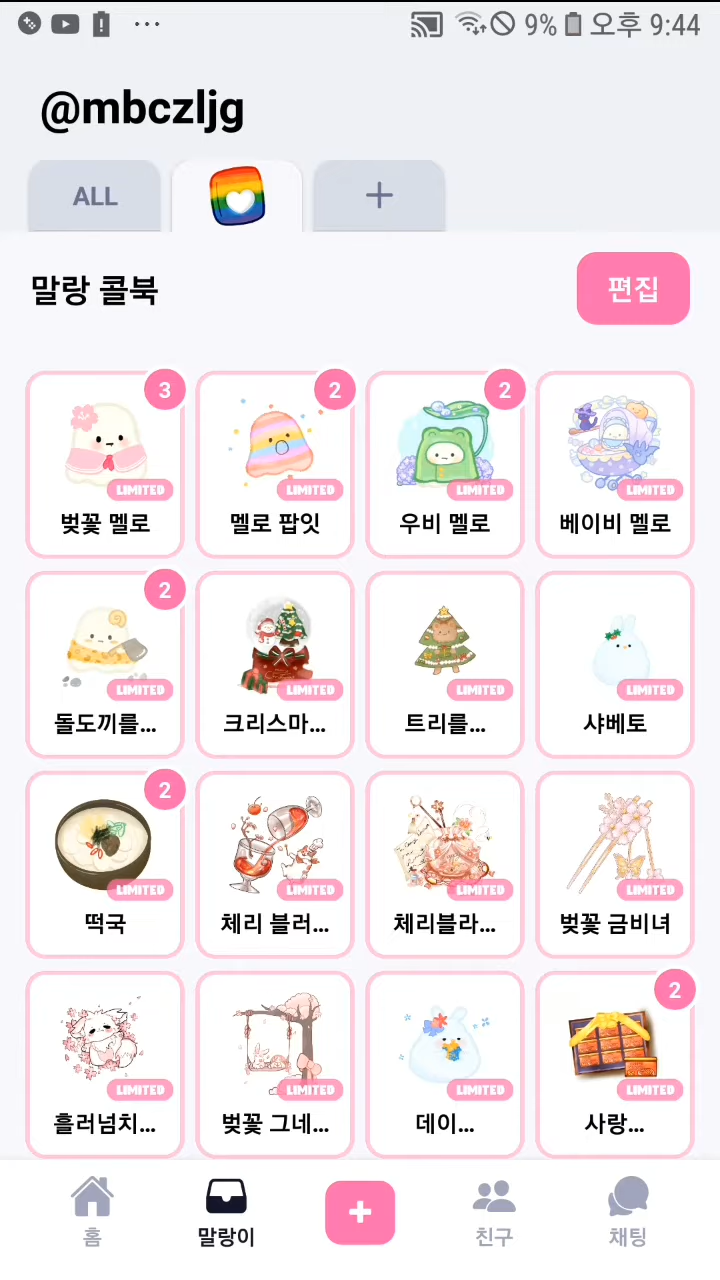 9% 오후 9:44
@mbczljg
ALL
말랑 콜북 편집
3 2 2
LIMITED LIMITED LIMITED LIMITED
벚꽃 멜로 멜로 팝잇 우비 멜로 베이비 멜로
2
LIMITED LIMITED LIMITED LIMITED
돌도끼를... 크리스마... 트리를... 샤베토
2
LIMITED LIMITED LIMITED LIMITED
떡국 체리 블러... 체리블라... 벚꽃 금비녀
2
LIMITED LIMITED LIMITED LIMITED
흘러넘치... 벚꽃 그네... 데이... 사랑...
홈 말랑이 친구 채팅